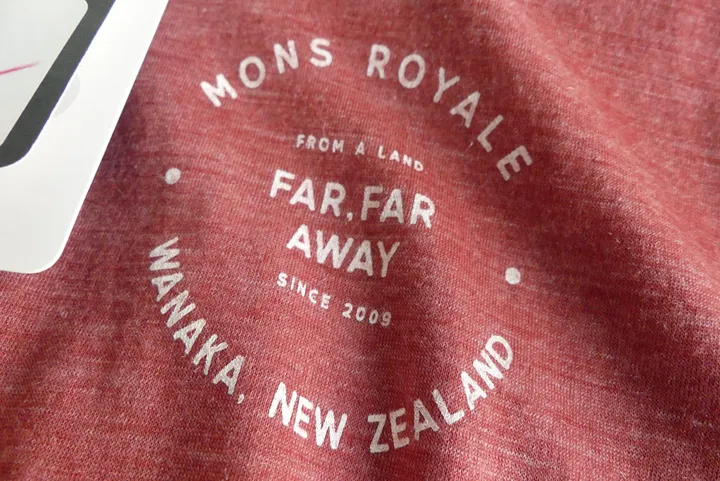 MONS ROYALE
FROM A LAND
FAR, FAR
AWAY
SINCE 2009
WANAKA, NEW ZEALAND